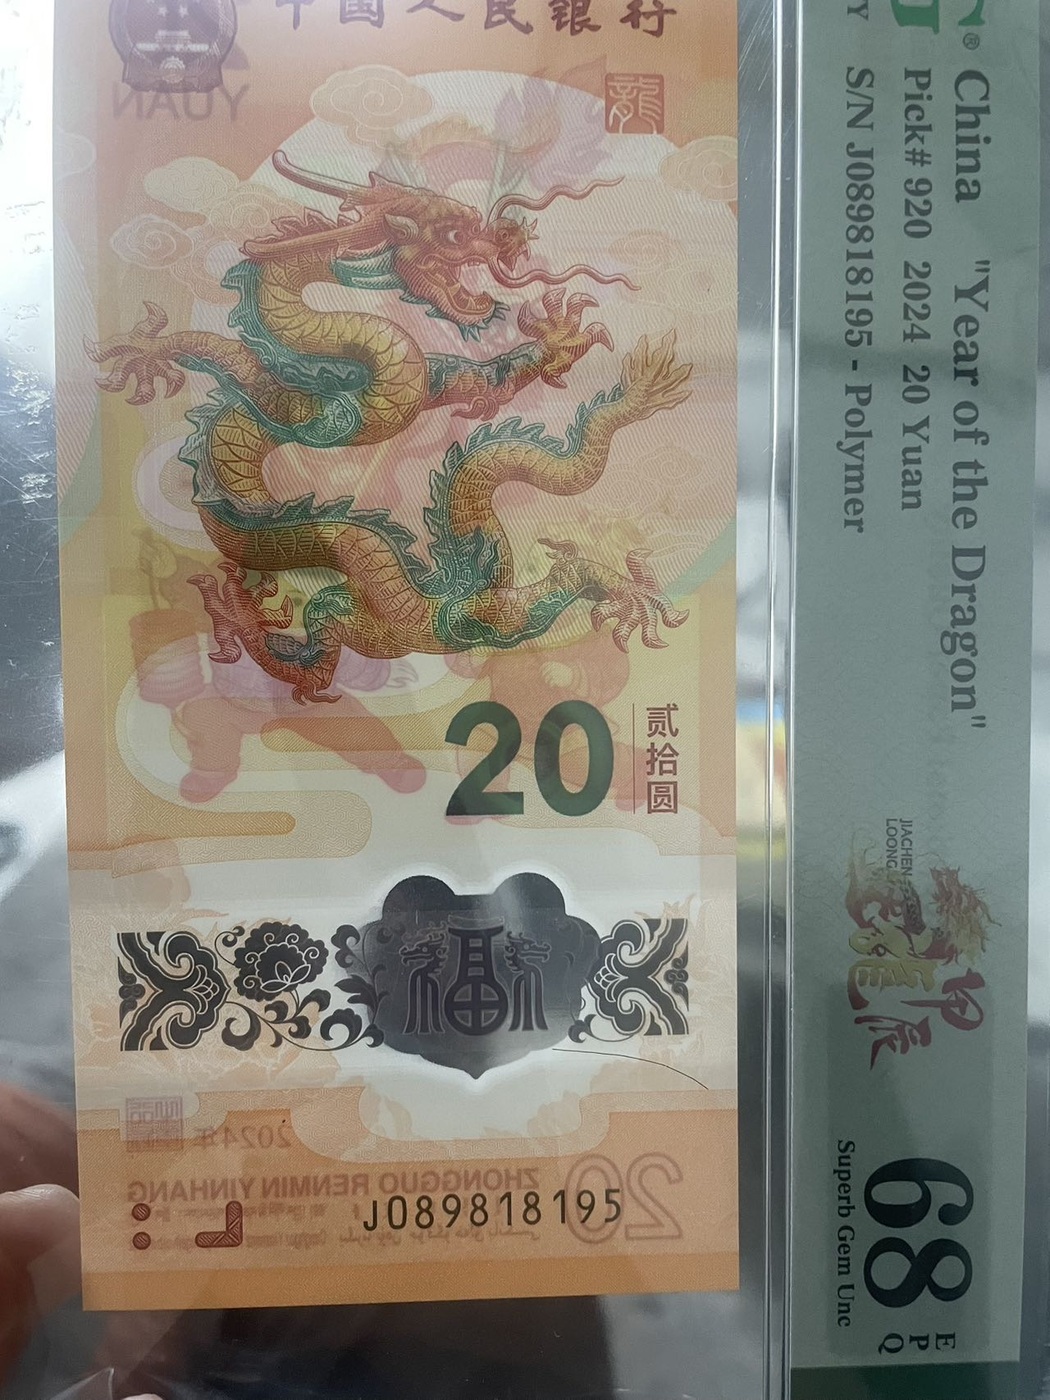 中国人民银行
YUAN
龍
20
贰拾圆
福
2024年
ZHONGGUO RENMIN YINHANG
20
J089818195
China "Year of the Dragon"
Pick# 920 2024 20 Yuan
S/N J089818195 - Polymer
JIACHEN
LOONG
甲辰
68
E
P
Q
Superb Gem Unc